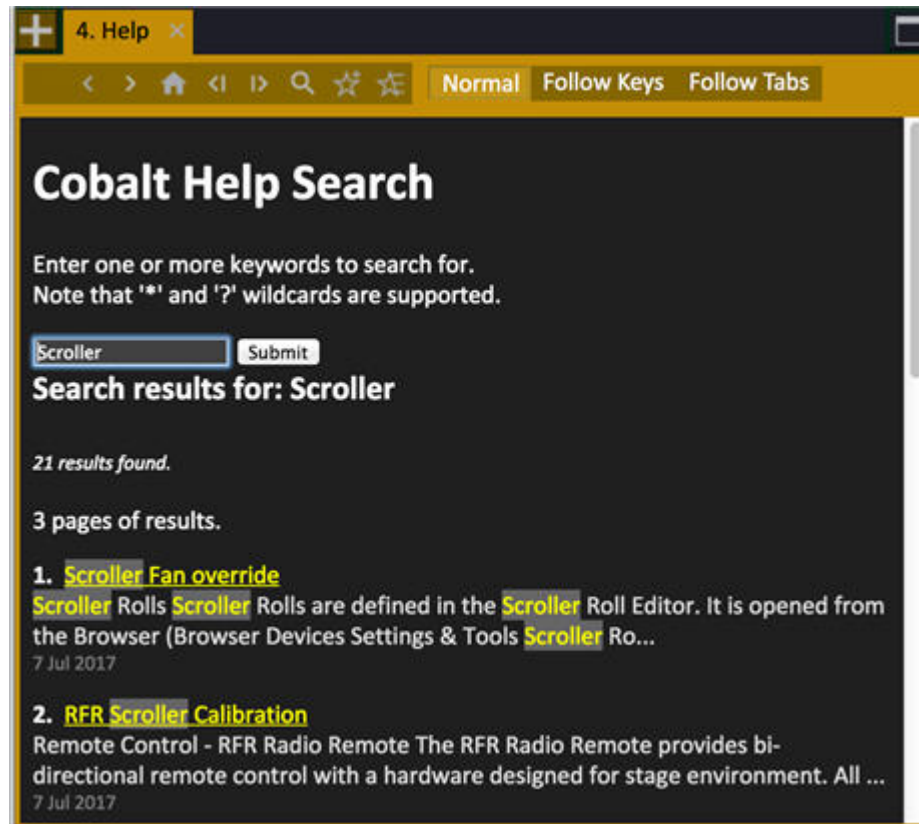 4. Help
Normal Follow Keys Follow Tabs
Cobalt Help Search
Enter one or more keywords to search for.
Note that '*' and '?' wildcards are supported.
Scroller Submit
Search results for: Scroller
21 results found.
3 pages of results.
1. Scroller Fan override
Scroller Rolls Scroller Rolls are defined in the Scroller Roll Editor. It is opened from
the Browser (Browser Devices Settings & Tools Scroller Ro...
7 Jul 2017
2. RFR Scroller Calibration
Remote Control - RFR Radio Remote The RFR Radio Remote provides bi-
directional remote control with a hardware designed for stage environment. All ...
7 Jul 2017